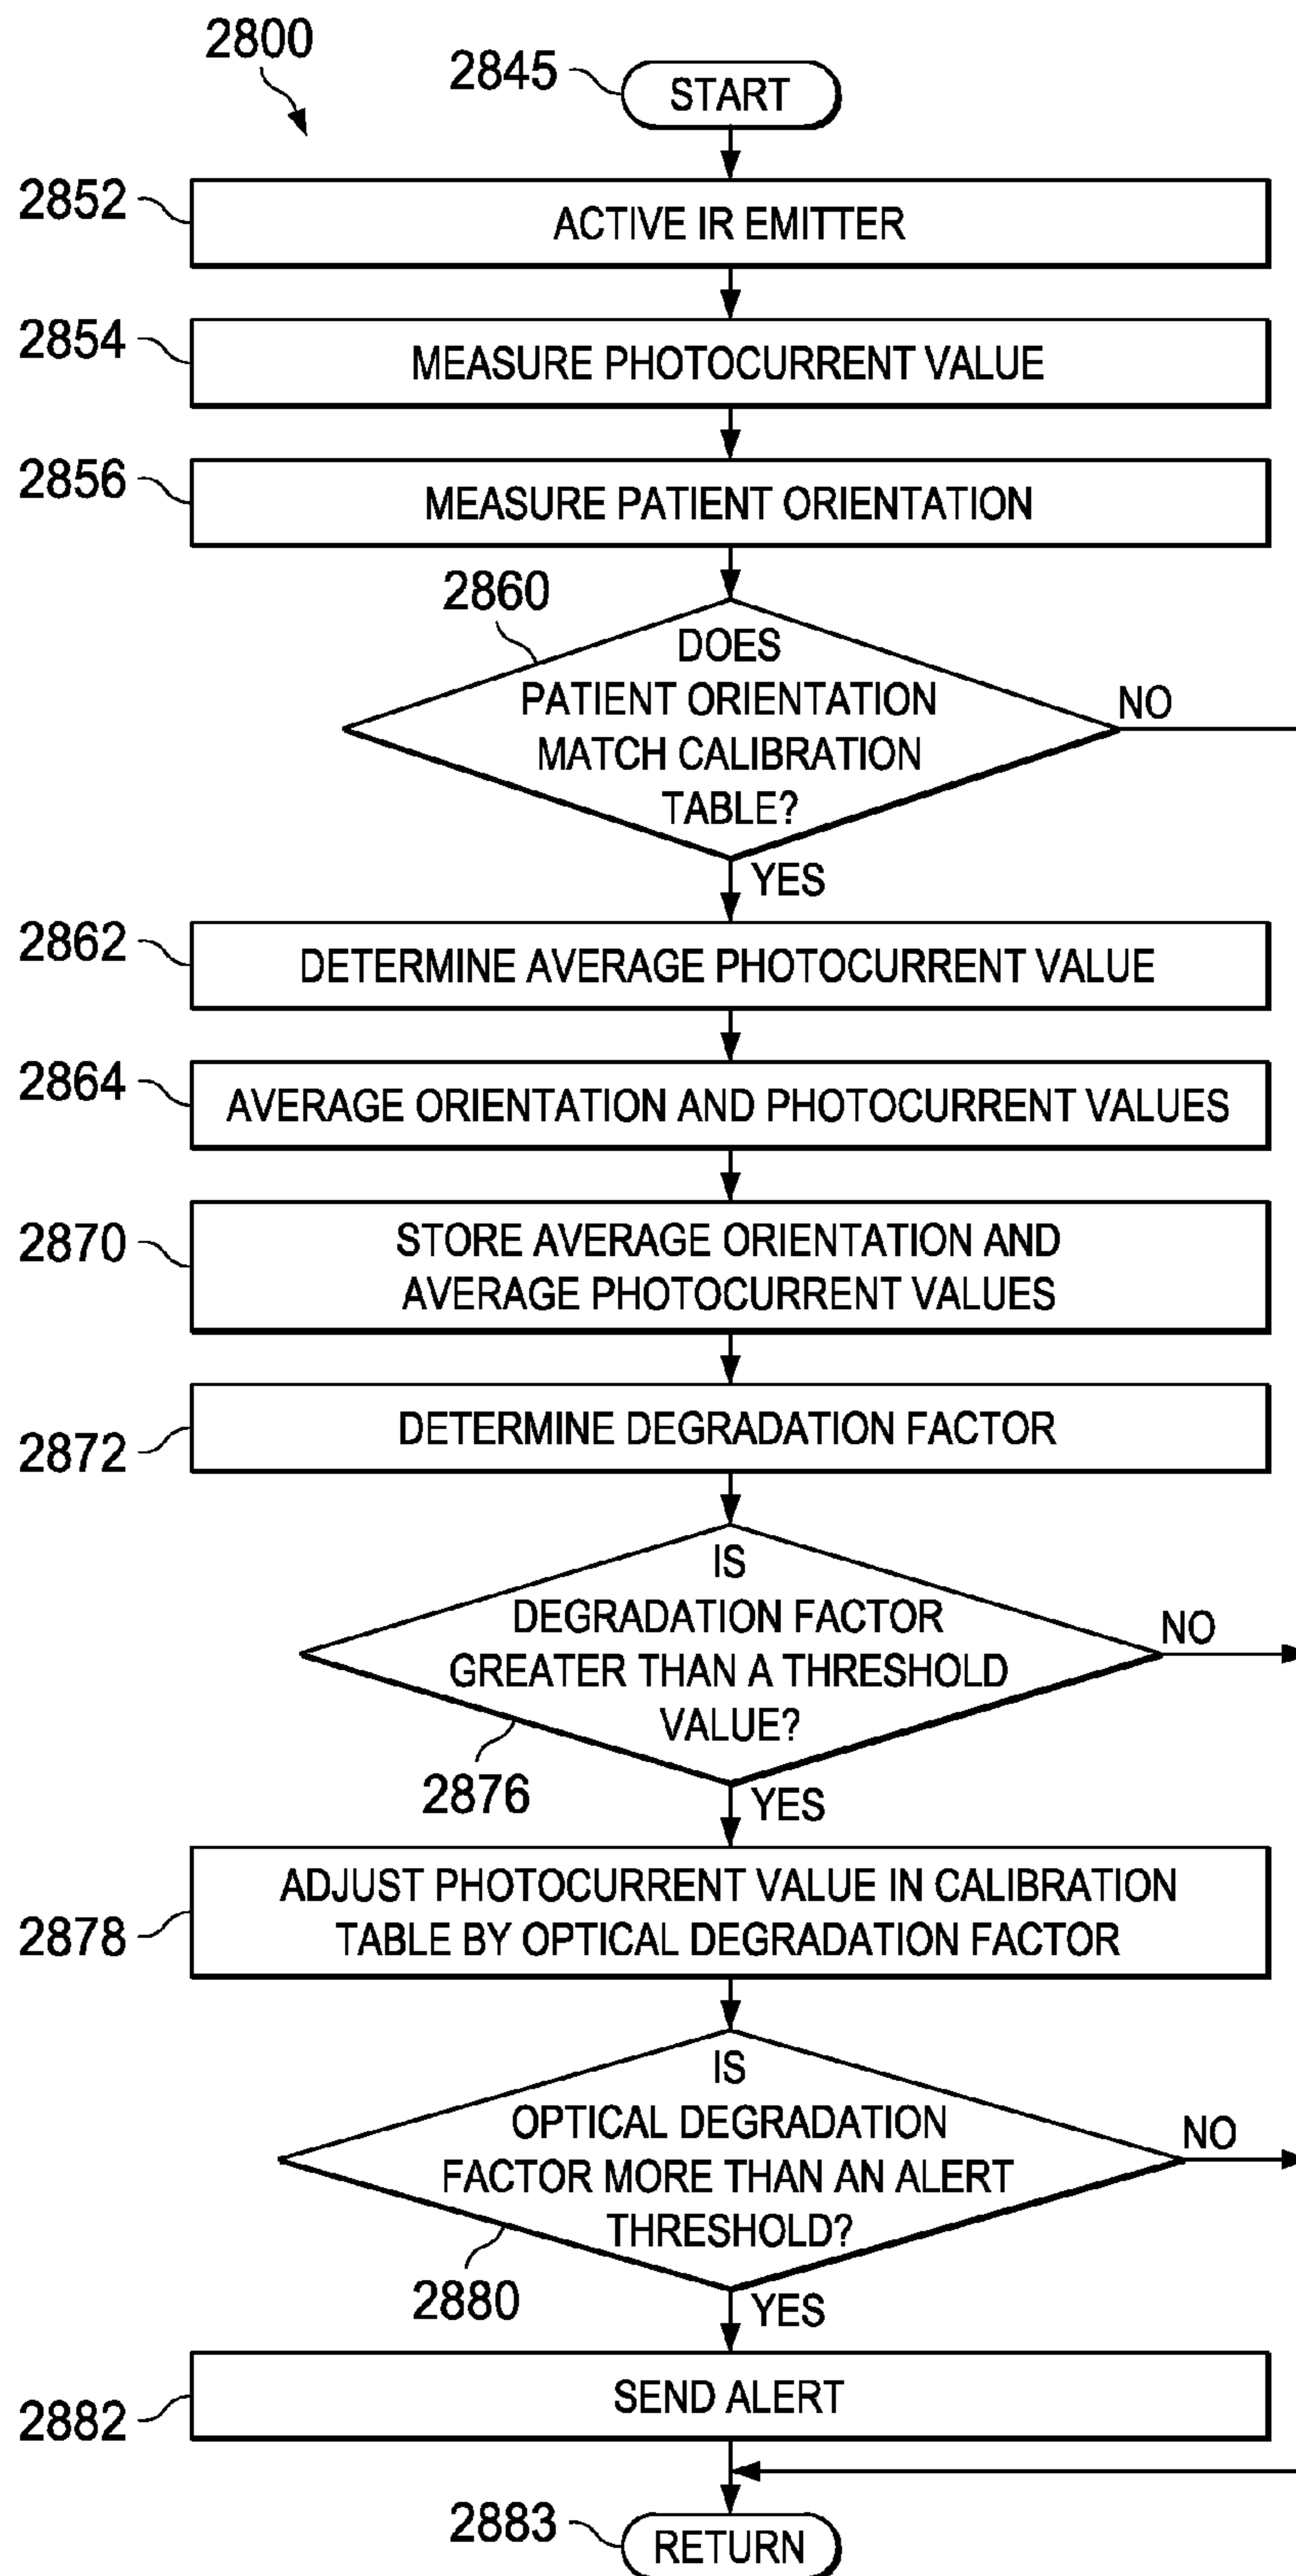 2800
2845
START
2852
ACTIVE IR EMITTER
2854
MEASURE PHOTOCURRENT VALUE
2856
MEASURE PATIENT ORIENTATION
2860
DOES
PATIENT ORIENTATION
MATCH CALIBRATION
TABLE?
NO
YES
2862
DETERMINE AVERAGE PHOTOCURRENT VALUE
2864
AVERAGE ORIENTATION AND PHOTOCURRENT VALUES
2870
STORE AVERAGE ORIENTATION AND
AVERAGE PHOTOCURRENT VALUES
2872
DETERMINE DEGRADATION FACTOR
IS
DEGRADATION FACTOR
GREATER THAN A THRESHOLD
VALUE?
NO
2876
YES
2878
ADJUST PHOTOCURRENT VALUE IN CALIBRATION
TABLE BY OPTICAL DEGRADATION FACTOR
IS
OPTICAL DEGRADATION
FACTOR MORE THAN AN ALERT
THRESHOLD?
NO
2880
YES
2882
SEND ALERT
2883
RETURN